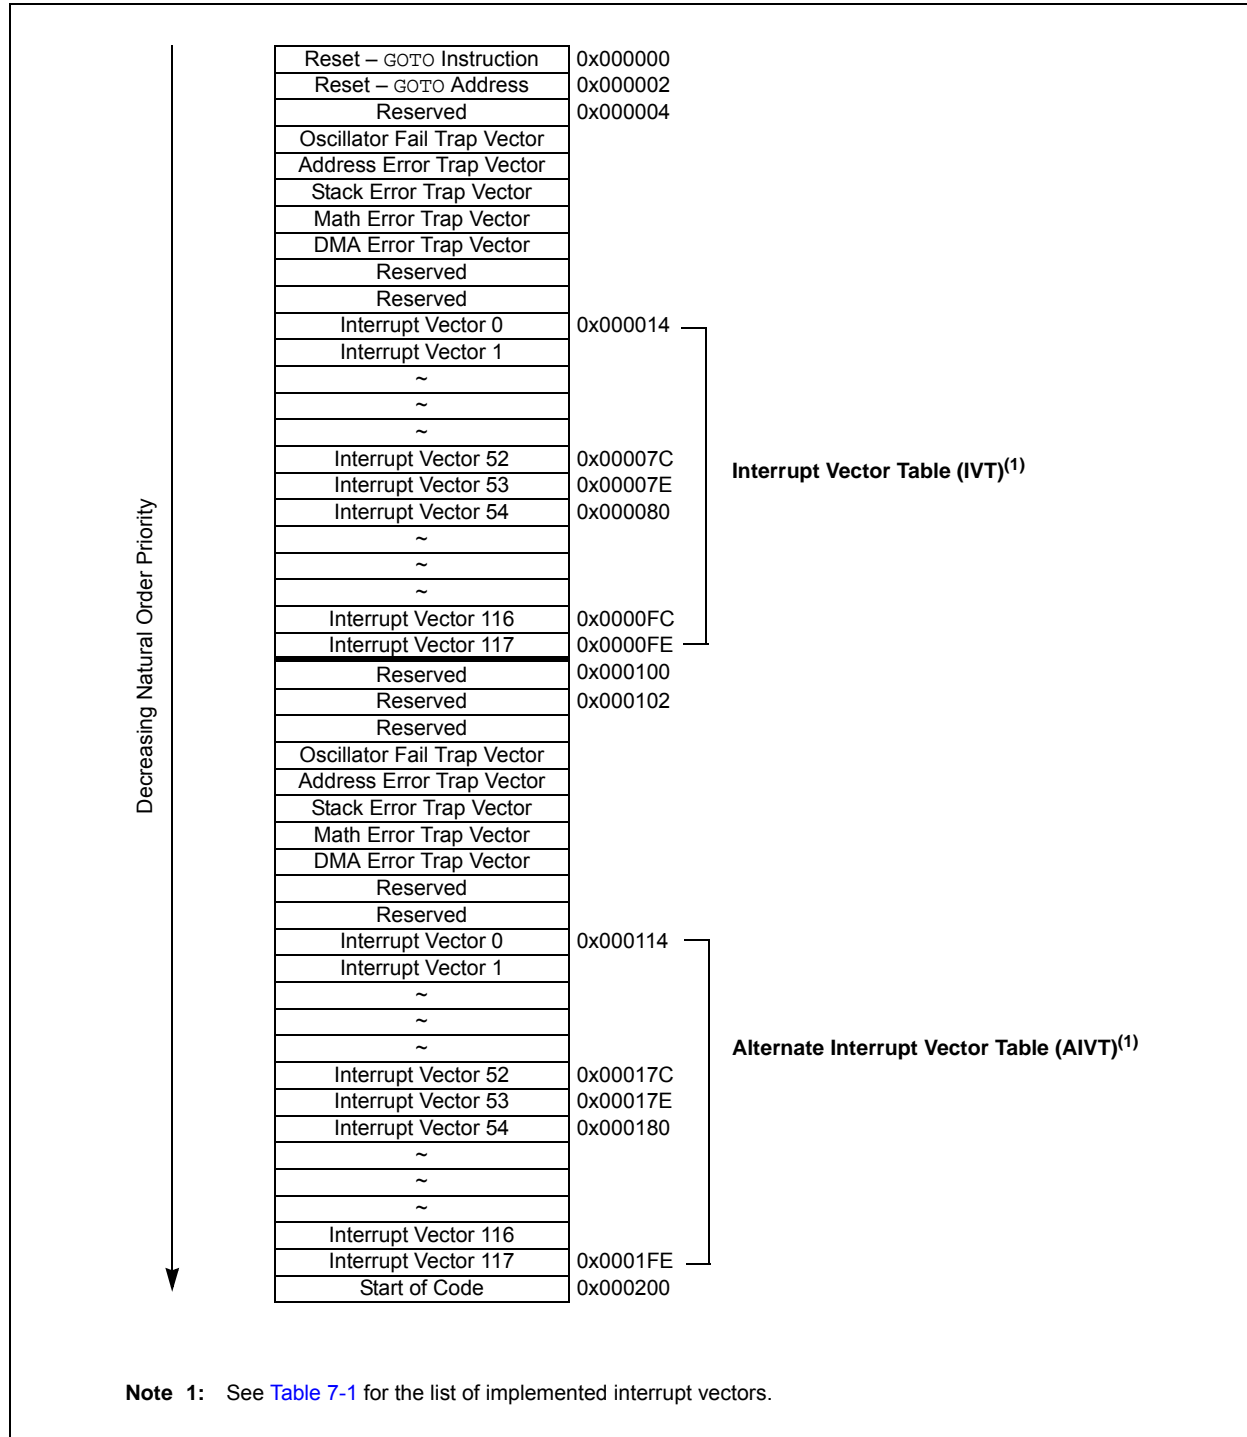 Reset – GOTO Instruction 0x000000
Reset – GOTO Address 0x000002
Reserved 0x000004
Oscillator Fail Trap Vector
Address Error Trap Vector
Stack Error Trap Vector
Math Error Trap Vector
DMA Error Trap Vector
Reserved
Reserved
Interrupt Vector 0 0x000014
Interrupt Vector 1
~
~
~
Interrupt Vector 52 0x00007C
Interrupt Vector 53 0x00007E
Interrupt Vector 54 0x000080
~
~
~
Interrupt Vector 116 0x0000FC
Interrupt Vector 117 0x0000FE
Interrupt Vector Table (IVT)(1)
Decreasing Natural Order Priority
Reserved 0x000100
Reserved 0x000102
Reserved
Oscillator Fail Trap Vector
Address Error Trap Vector
Stack Error Trap Vector
Math Error Trap Vector
DMA Error Trap Vector
Reserved
Reserved
Interrupt Vector 0 0x000114
Interrupt Vector 1
~
~
~
Interrupt Vector 52 0x00017C
Interrupt Vector 53 0x00017E
Interrupt Vector 54 0x000180
~
~
~
Interrupt Vector 116
Interrupt Vector 117 0x0001FE
Alternate Interrupt Vector Table (AIVT)(1)
Start of Code 0x000200
Note 1: See Table 7-1 for the list of implemented interrupt vectors.